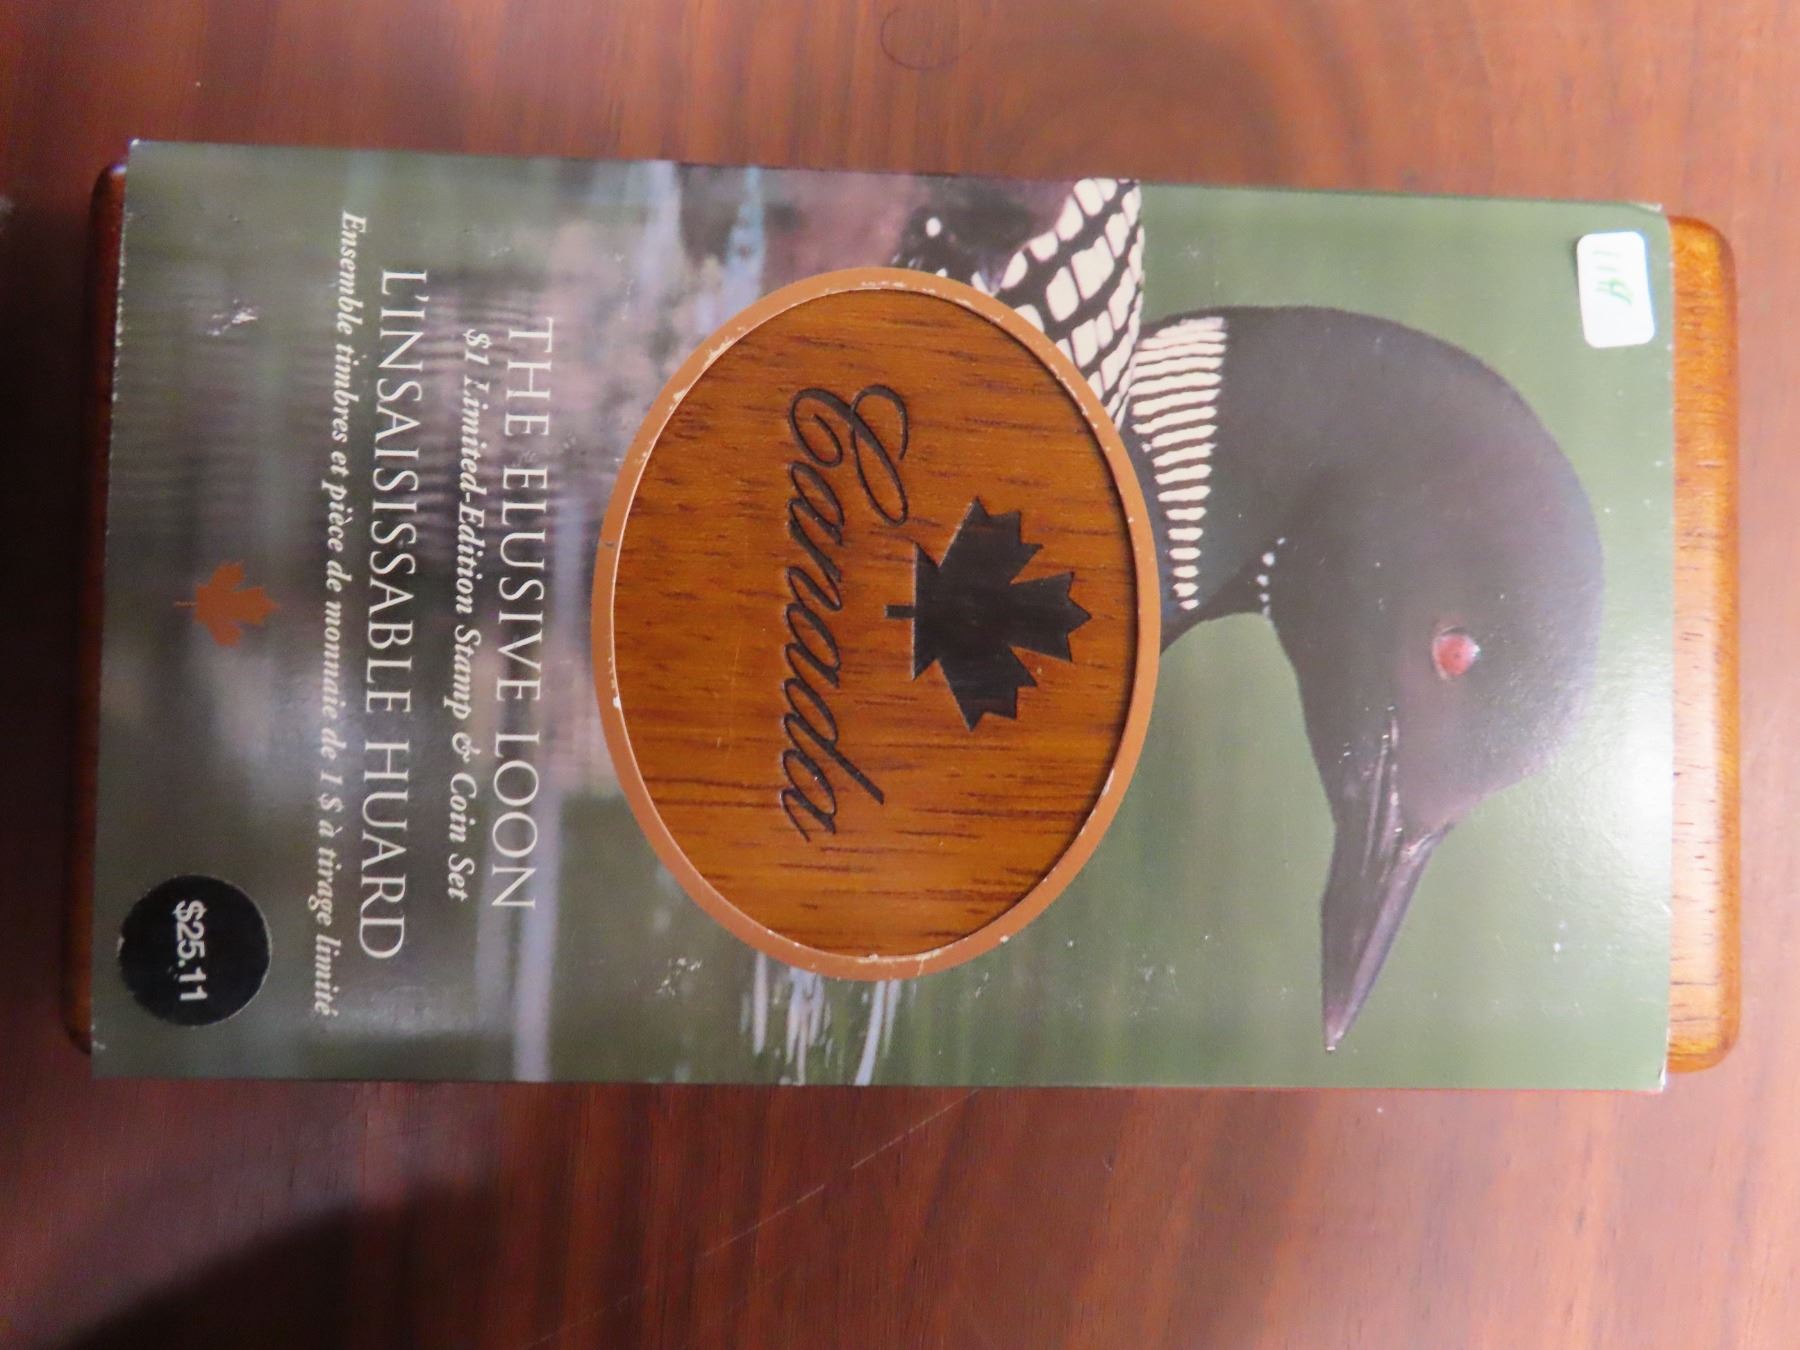 Canada
THE ELUSIVE LOON
$1 Limited-Edition Stamp & Coin Set
L'INSAISISSABLE HUARD
Ensemble timbres et pièce de monnaie de 1 $ à tirage limité
$25.11